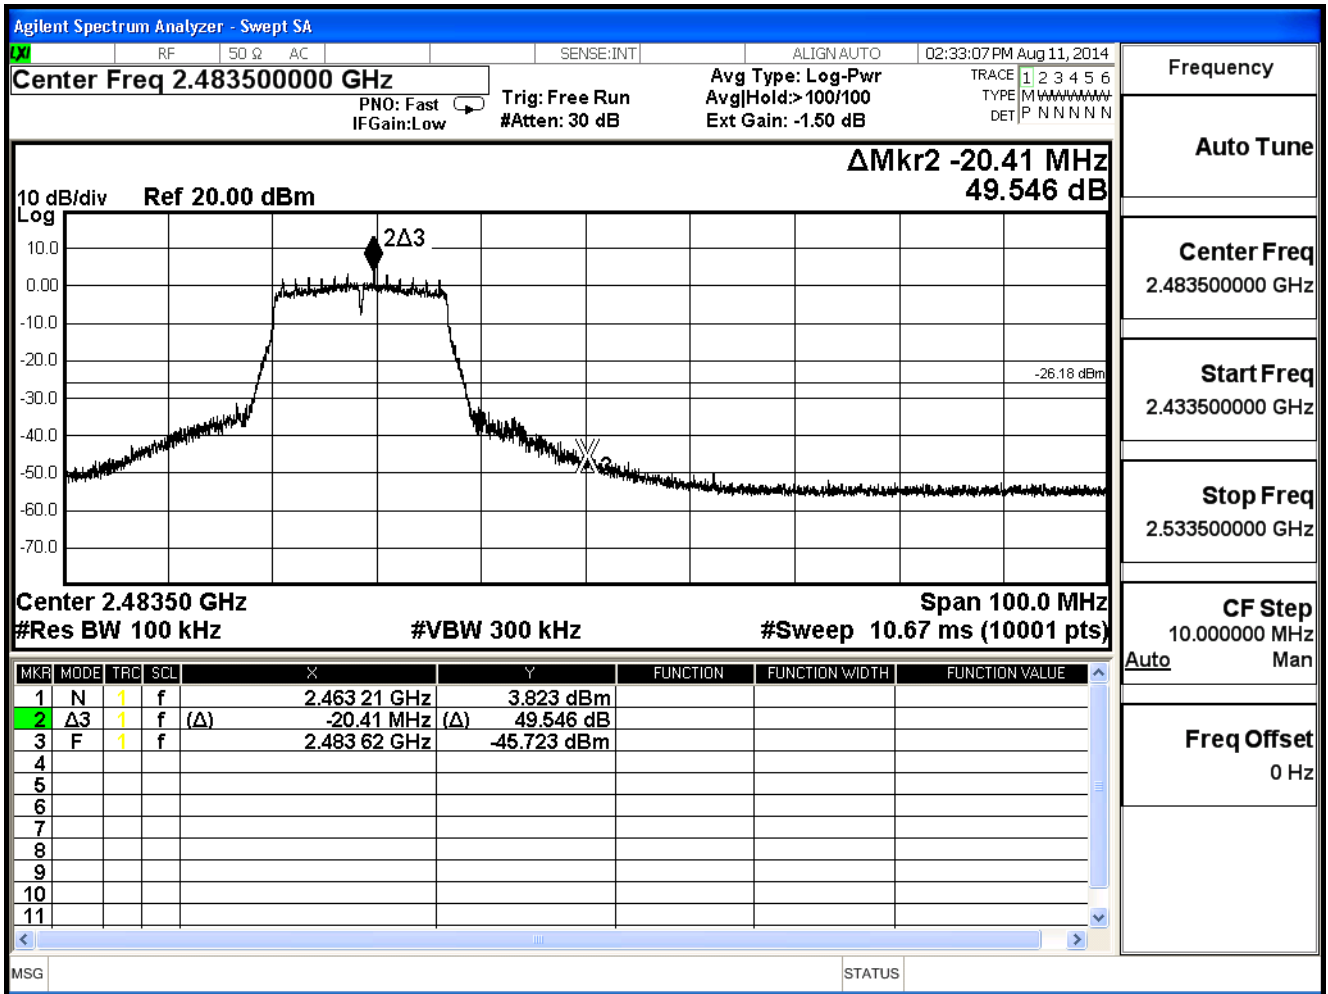 Agilent Spectrum Analyzer - Swept SA
LXI RF 50 Ω AC SENSE:INT ALIGN AUTO 02:33:07 PM Aug 11, 2014
Center Freq 2.483500000 GHz
PNO: Fast
IFGain:Low
Trig: Free Run
#Atten: 30 dB
Avg Type: Log-Pwr
Avg|Hold:> 100/100
Ext Gain: -1.50 dB
TRACE 1 2 3 4 5 6
TYPE M WWWWW
DET P N N N N N
ΔMkr2 -20.41 MHz
49.546 dB
10 dB/div Ref 20.00 dBm
Log
10.0
0.00
-10.0
-20.0
-30.0
-40.0
-50.0
-60.0
-70.0
2Δ3
-26.18 dBm
3
Center 2.48350 GHz Span 100.0 MHz
#Res BW 100 kHz #VBW 300 kHz #Sweep 10.67 ms (10001 pts)
MKR MODE TRC SCL X Y FUNCTION FUNCTION WIDTH FUNCTION VALUE
1 N 1 f 2.463 21 GHz 3.823 dBm
2 Δ3 1 f (Δ) -20.41 MHz (Δ) 49.546 dB
3 F 1 f 2.483 62 GHz -45.723 dBm
4
5
6
7
8
9
10
11
MSG STATUS
Frequency
Auto Tune
Center Freq
2.483500000 GHz
Start Freq
2.433500000 GHz
Stop Freq
2.533500000 GHz
CF Step
10.000000 MHz
Auto Man
Freq Offset
0 Hz